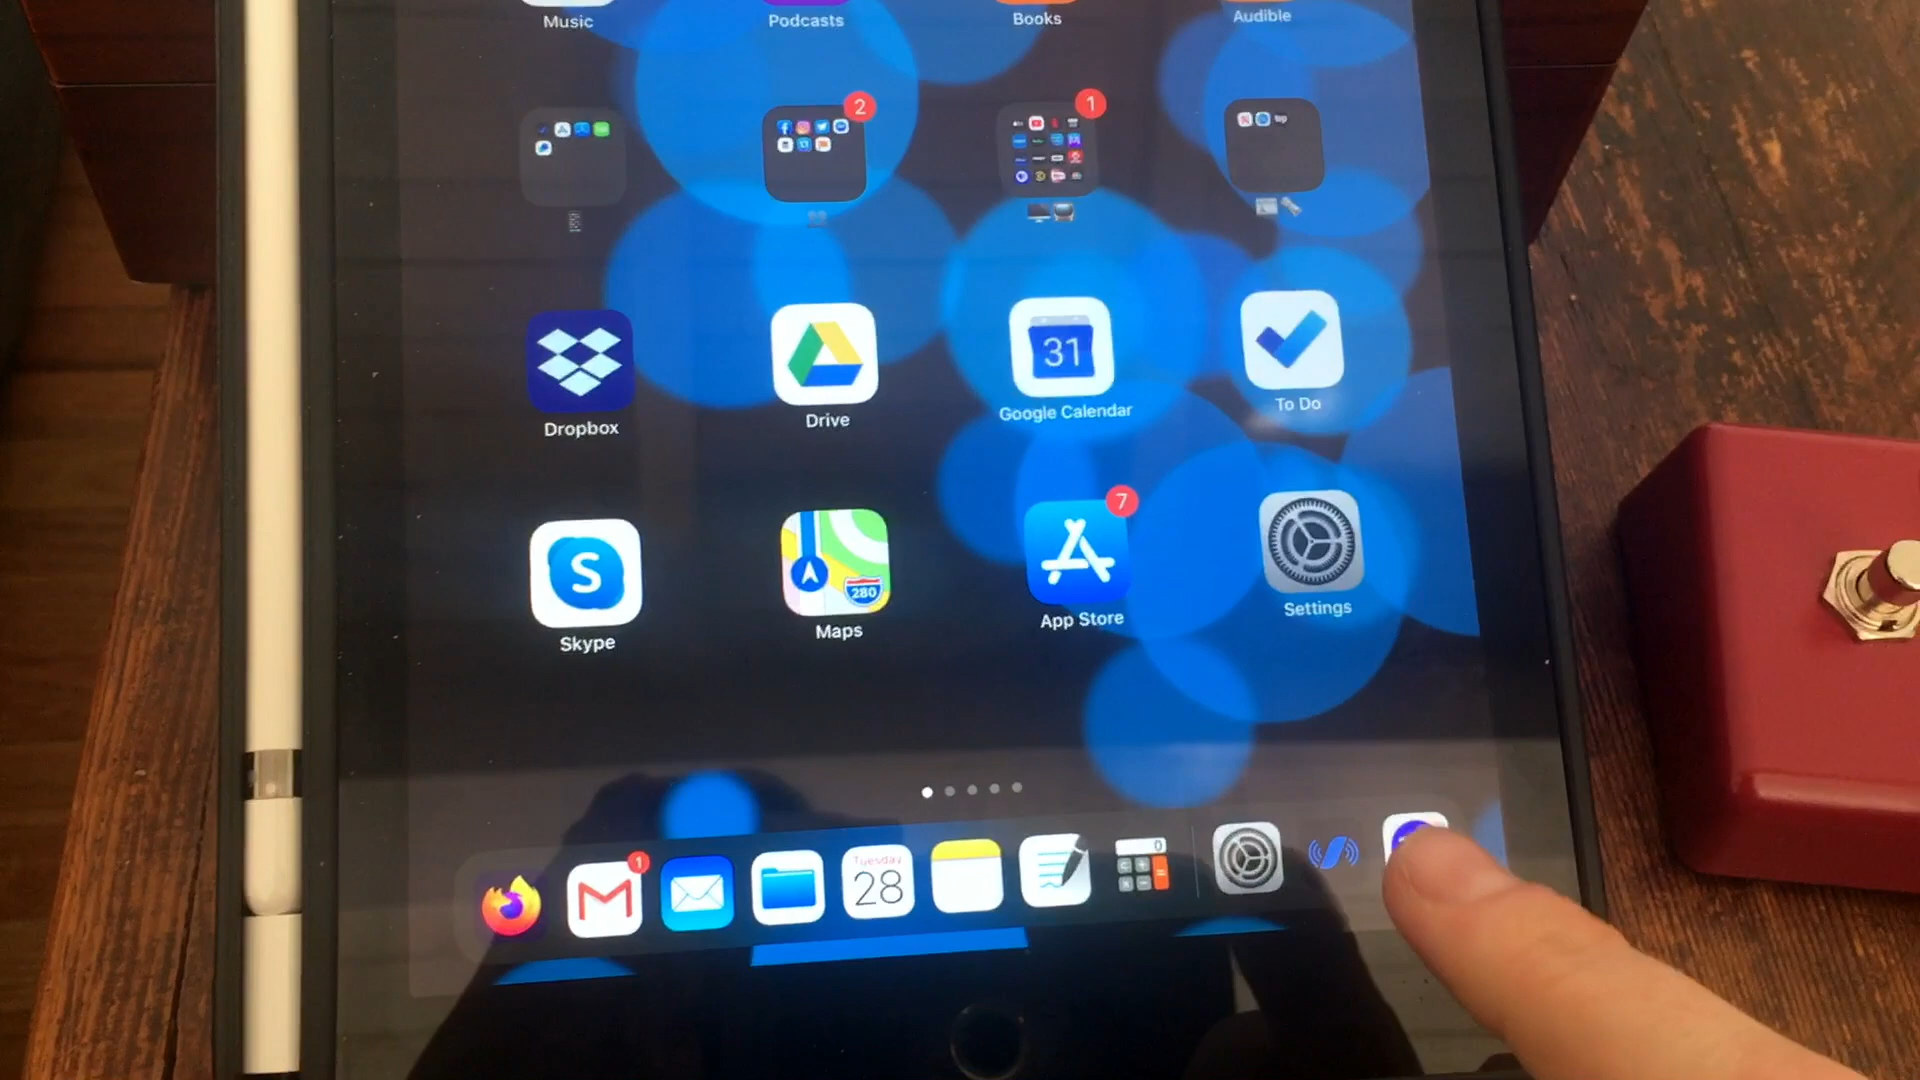 Music
Podcasts
Books
Audible
2
1
Dropbox
Drive
31
Google Calendar
To Do
S
Skype
280
Maps
7
App Store
Settings
1
Tuesday
28
0